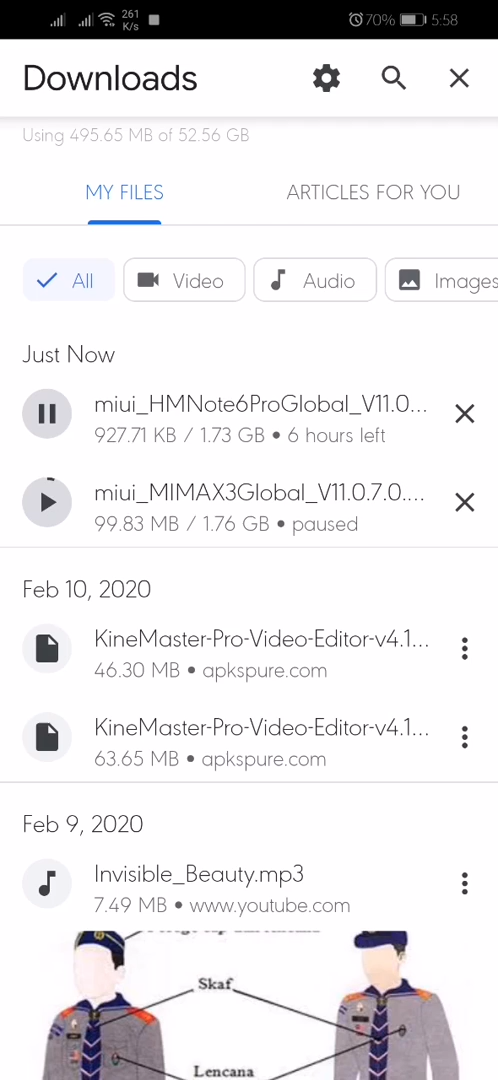 261
K/s
70%
5:58
Downloads
Using 495.65 MB of 52.56 GB
MY FILES
ARTICLES FOR YOU
All
Video
Audio
Images
Just Now
miui_HMNote6ProGlobal_V11.0...
927.71 KB / 1.73 GB • 6 hours left
miui_MIMAX3Global_V11.0.7.0....
99.83 MB / 1.76 GB • paused
Feb 10, 2020
KineMaster-Pro-Video-Editor-v4.1...
46.30 MB • apkspure.com
KineMaster-Pro-Video-Editor-v4.1...
63.65 MB • apkspure.com
Feb 9, 2020
Invisible_Beauty.mp3
7.49 MB • www.youtube.com
Skaf
Lencana